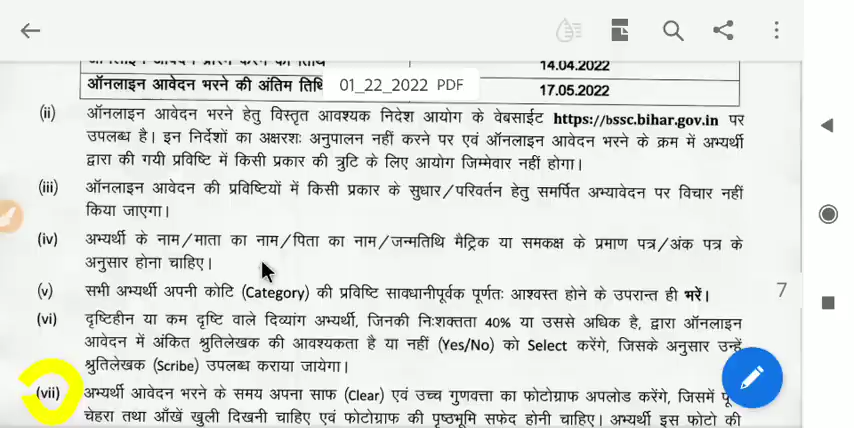 ऑनलाइन आवेदन प्रारंभ करने की तिथि 14.04.2022
ऑनलाइन आवेदन भरने की अंतिम तिथि 17.05.2022
01_22_2022 PDF
(ii) ऑनलाइन आवेदन भरने हेतु विस्तृत आवश्यक निदेश आयोग के वेबसाईट https://bssc.bihar.gov.in पर
उपलब्ध है। इन निर्देशों का अक्षरशः अनुपालन नहीं करने पर एवं ऑनलाइन आवेदन भरने के क्रम में अभ्यर्थी
द्वारा की गयी प्रविष्टि में किसी प्रकार की त्रुटि के लिए आयोग जिम्मेवार नहीं होगा।
(iii) ऑनलाइन आवेदन की प्रविष्टियों में किसी प्रकार के सुधार/परिवर्तन हेतु समर्पित अभ्यावेदन पर विचार नहीं
किया जाएगा।
(iv) अभ्यर्थी के नाम/माता का नाम/पिता का नाम/जन्मतिथि मैट्रिक या समकक्ष के प्रमाण पत्र/अंक पत्र के
अनुसार होना चाहिए।
(v) सभी अभ्यर्थी अपनी कोटि (Category) की प्रविष्टि सावधानीपूर्वक पूर्णतः आश्वस्त होने के उपरान्त ही भरें।
7
(vi) दृष्टिहीन या कम दृष्टि वाले दिव्यांग अभ्यर्थी, जिनकी निःशक्तता 40% या उससे अधिक है, द्वारा ऑनलाइन
आवेदन में अंकित श्रुतिलेखक की आवश्यकता है या नहीं (Yes/No) को Select करेंगे, जिसके अनुसार उन्हें
श्रुतिलेखक (Scribe) उपलब्ध कराया जायेगा।
(vii) अभ्यर्थी आवेदन भरने के समय अपना साफ (Clear) एवं उच्च गुणवत्ता का फोटोग्राफ अपलोड करेंगे, जिसमें
चेहरा तथा आँखें खुली दिखनी चाहिए एवं फोटोग्राफ की पृष्ठभूमि सफेद होनी चाहिए। अभ्यर्थी इस फोटो की